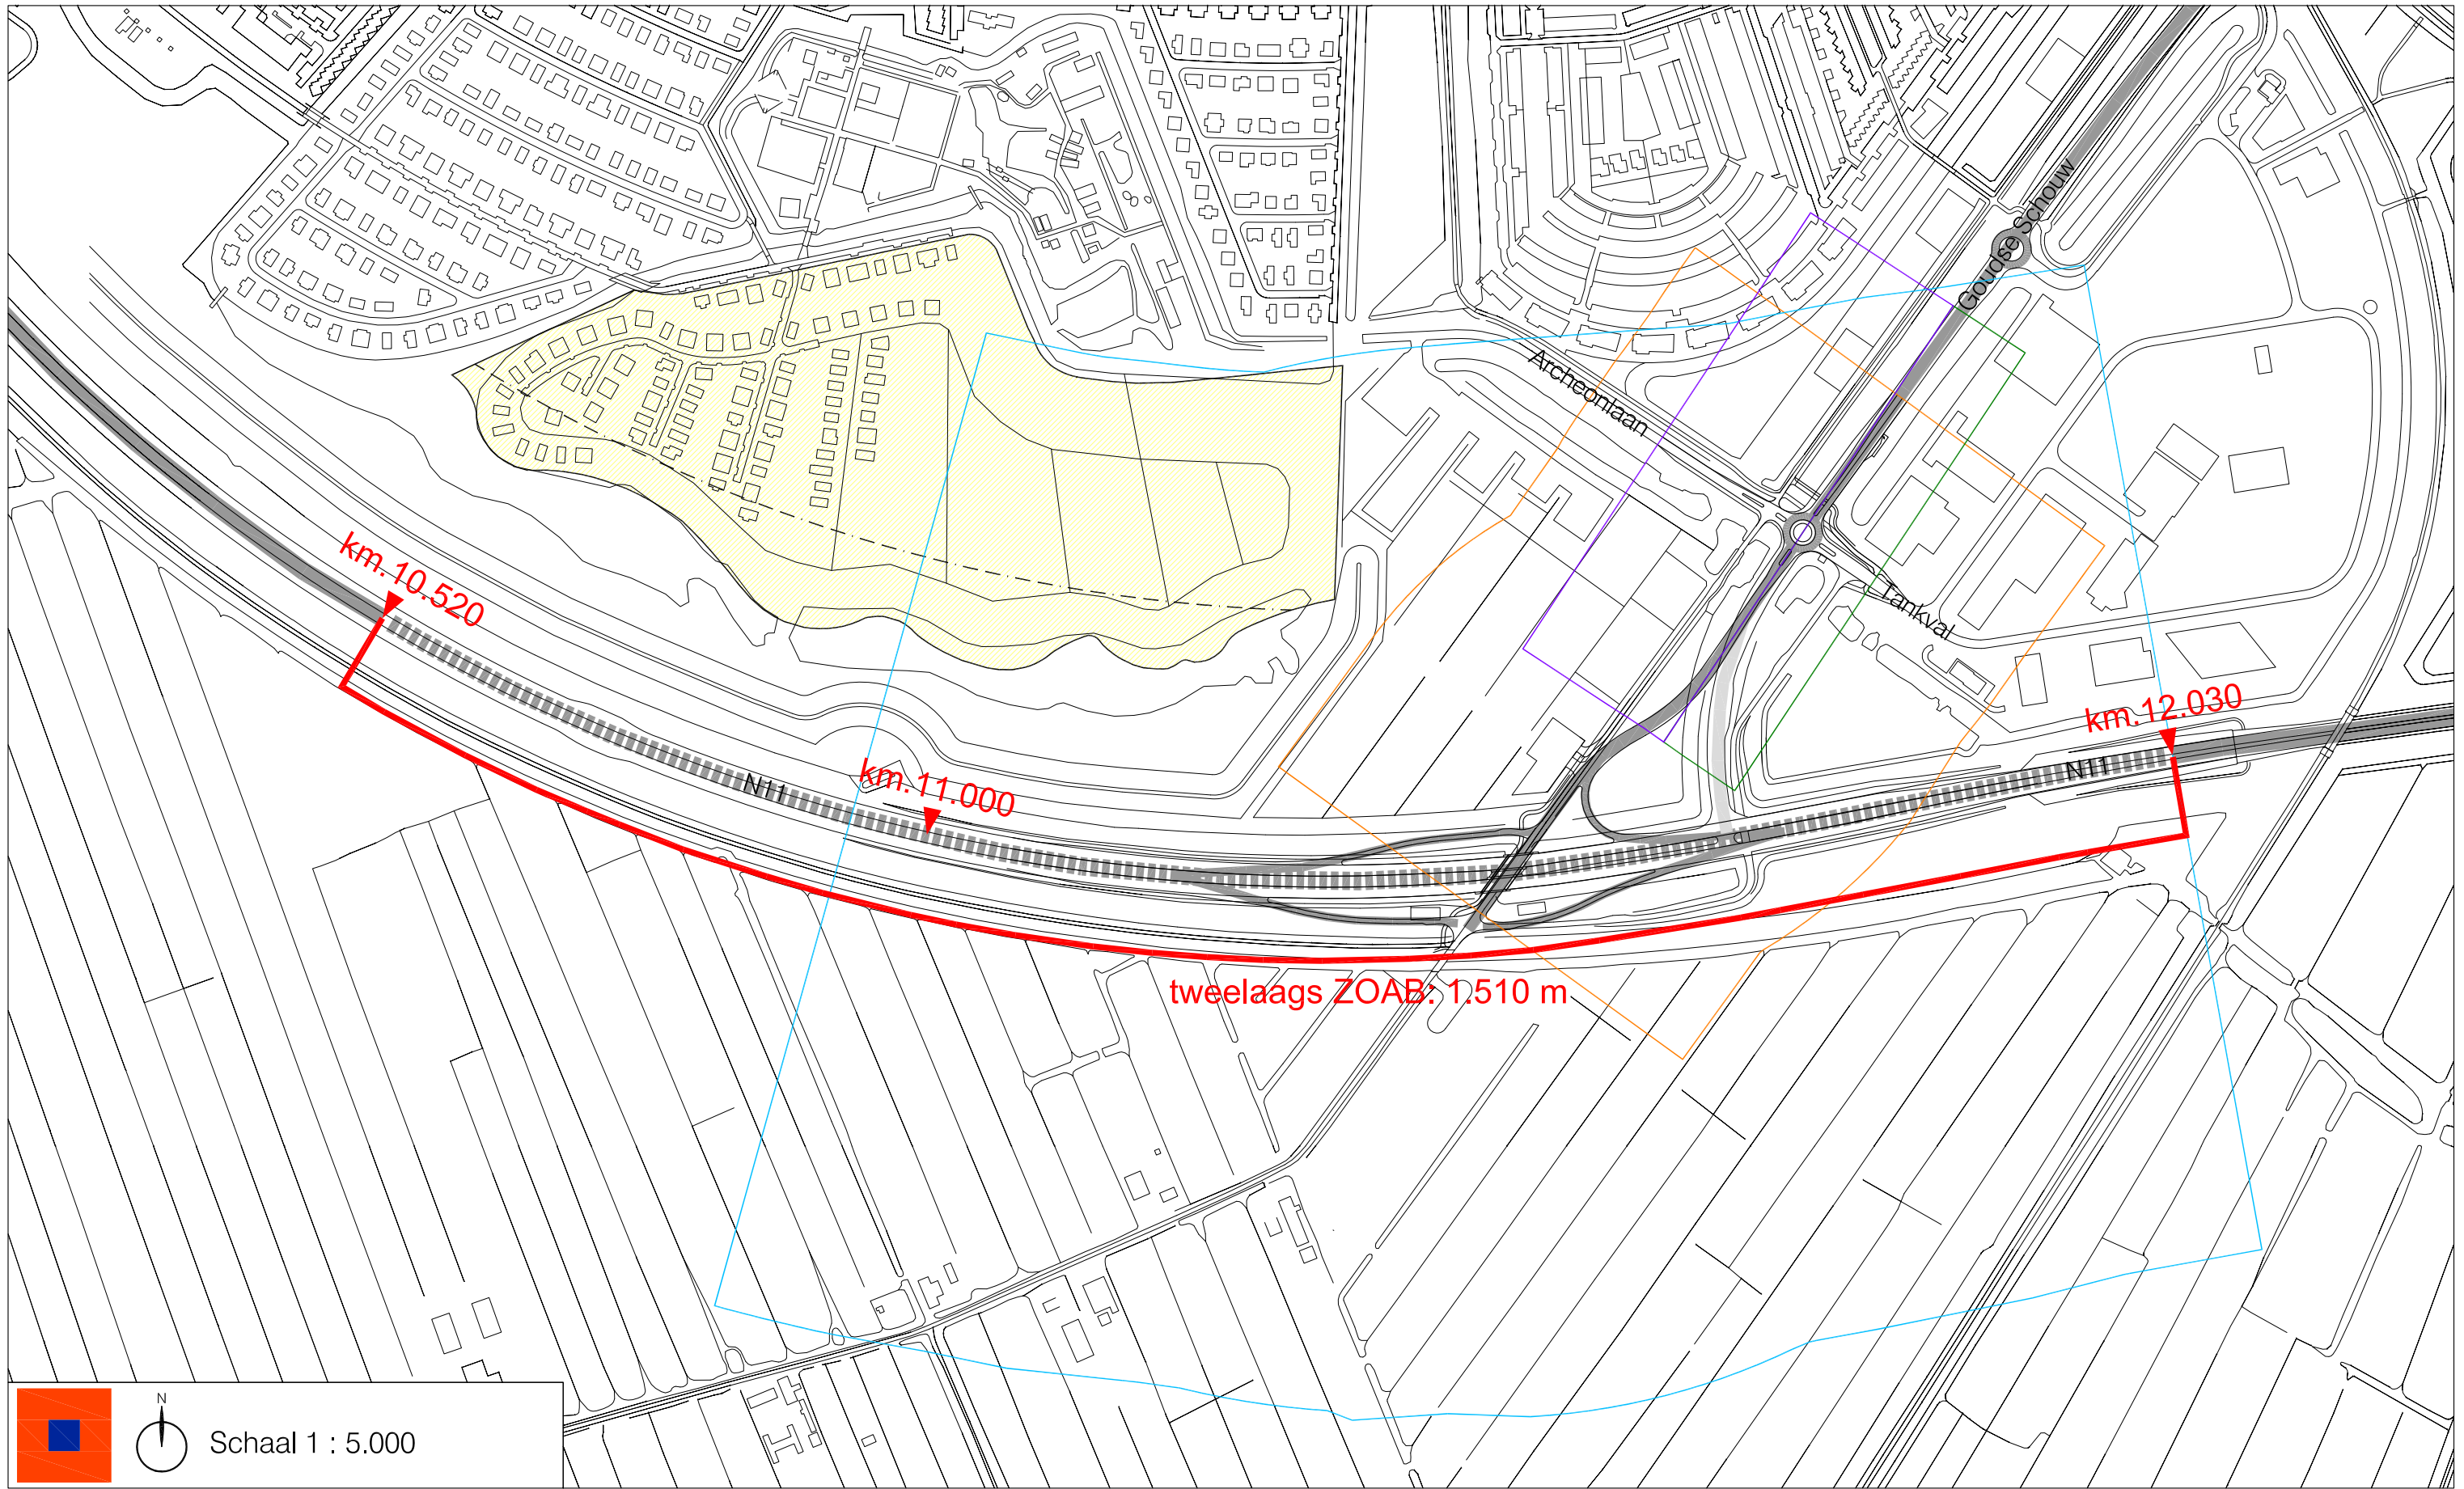 Goudse Schouw
Archeonlaan
km.10.520
Tankval
km.12.030
N11
N11
km.11.000
tweelaags ZOAB: 1.510 m
N
Schaal 1 : 5.000